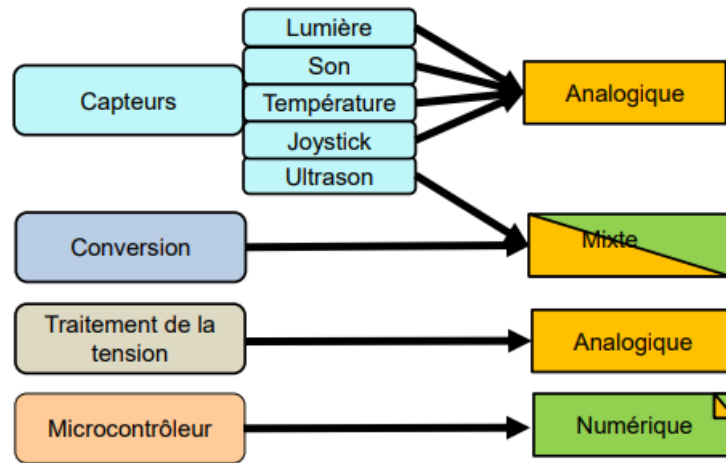 Lumière
Son
Capteurs
Température
Analogique
Joystick
Ultrason
Conversion
Mixte
Traitement de la
tension
Analogique
Microcontrôleur
Numérique